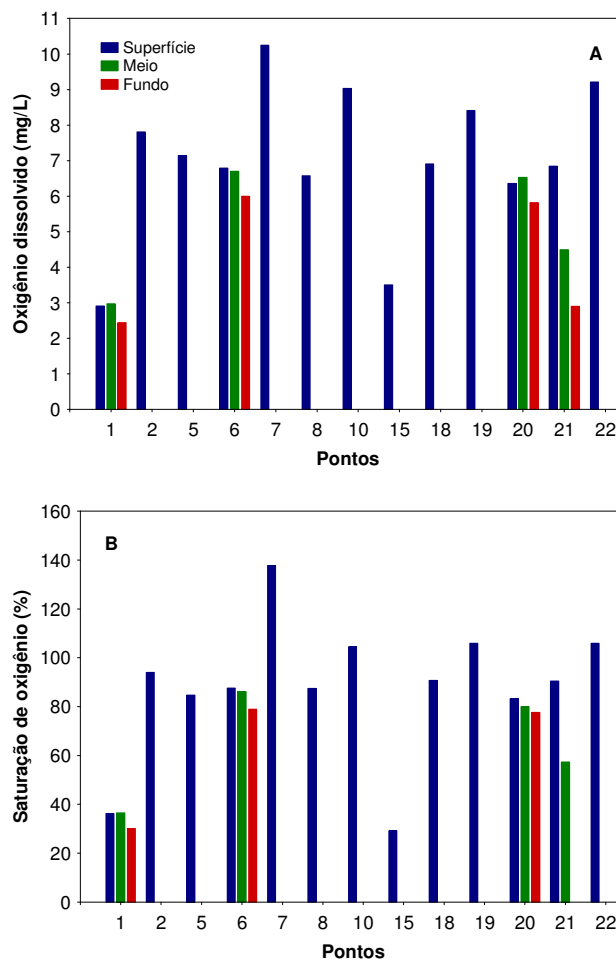 11
10
9
8
7
6
5
4
3
2
1
0
Oxigênio dissolvido (mg/L)
Superfície
Meio
Fundo
A
1 2 5 6 7 8 10 15 18 19 20 21 22
Pontos
160
140
120
100
80
60
40
20
0
Saturação de oxigênio (%)
B
1 2 5 6 7 8 10 15 18 19 20 21 22
Pontos